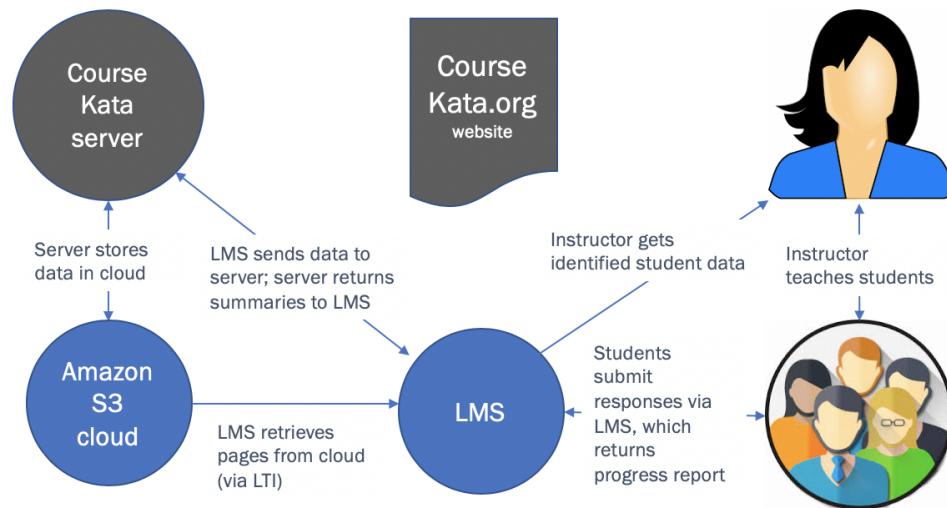 Course
Kata
server
Course
Kata.org
website
Server stores
data in cloud
LMS sends data to
server; server returns
summaries to LMS
Instructor gets
identified student data
Instructor
teaches students
Amazon
S3
cloud
LMS retrieves
pages from cloud
(via LTI)
LMS
Students
submit
responses via
LMS, which
returns
progress report